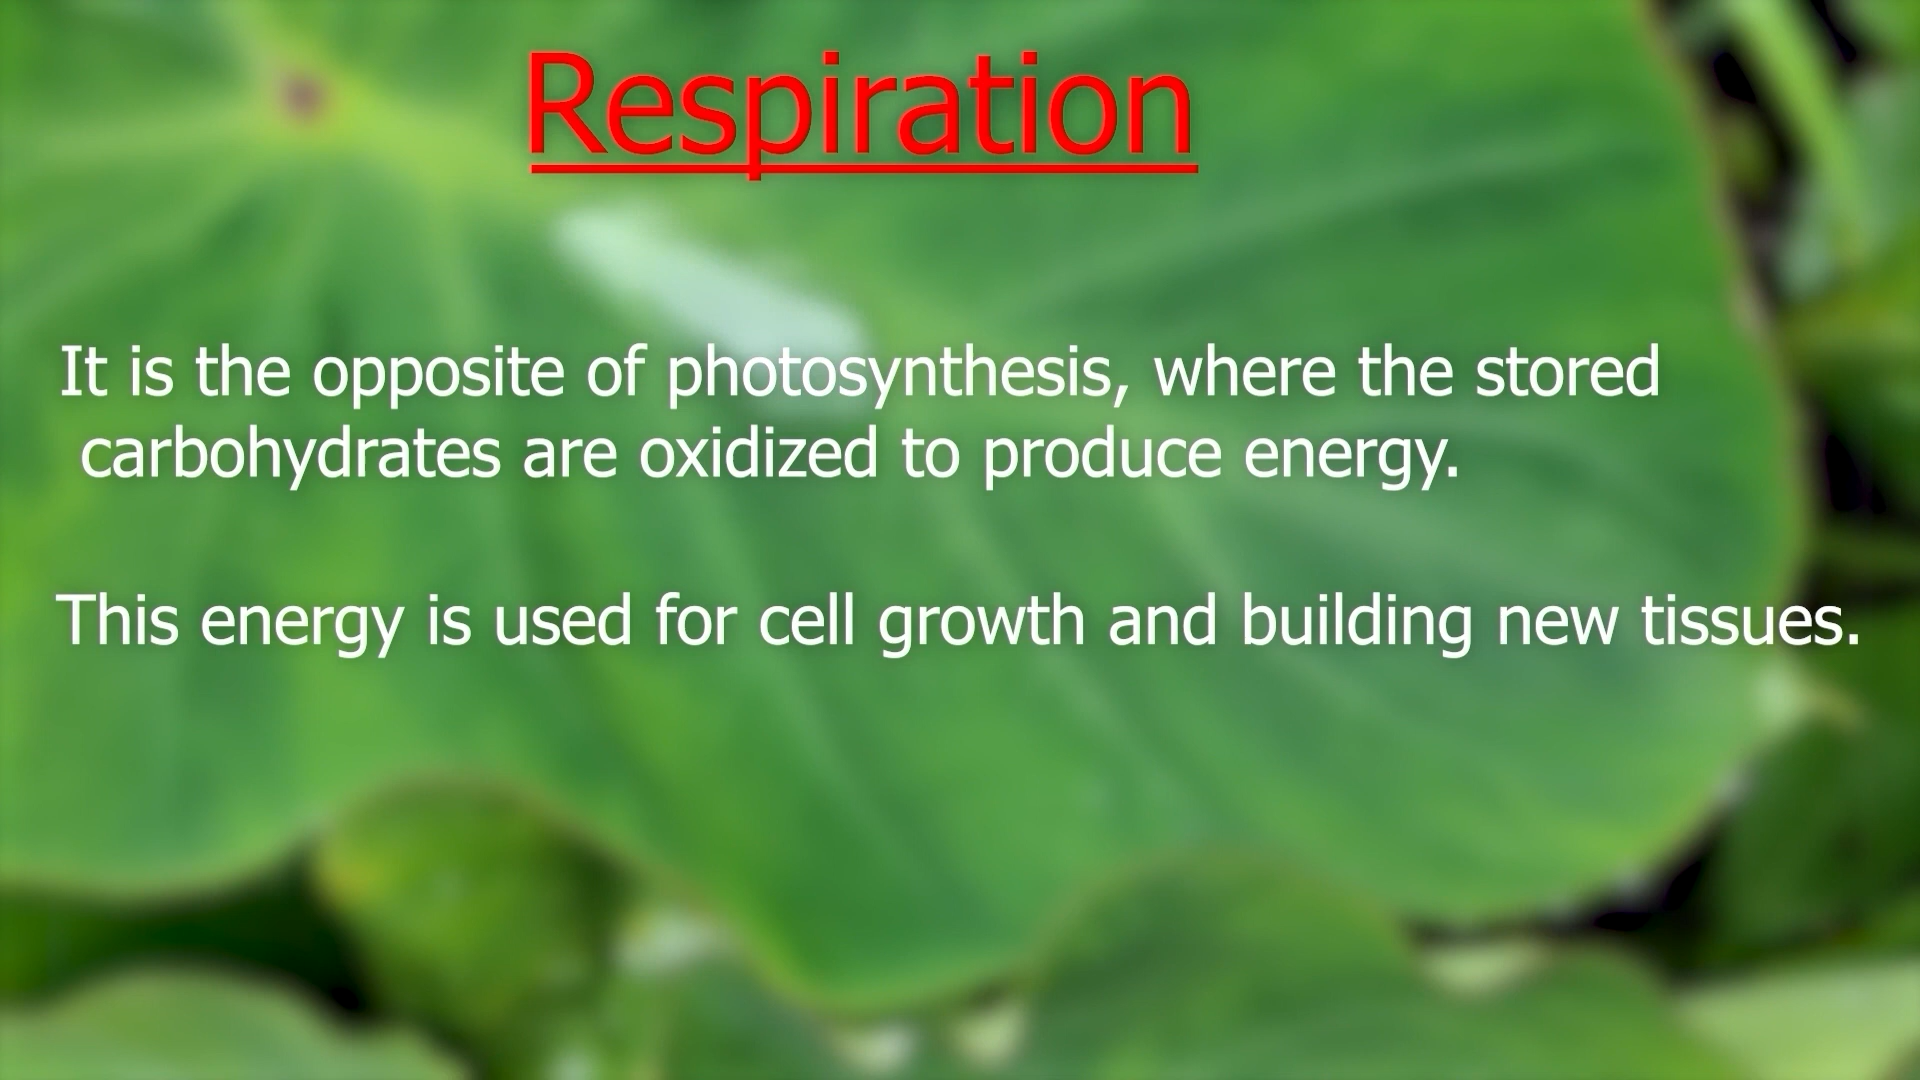 Respiration
It is the opposite of photosynthesis, where the stored
carbohydrates are oxidized to produce energy.
This energy is used for cell growth and building new tissues.